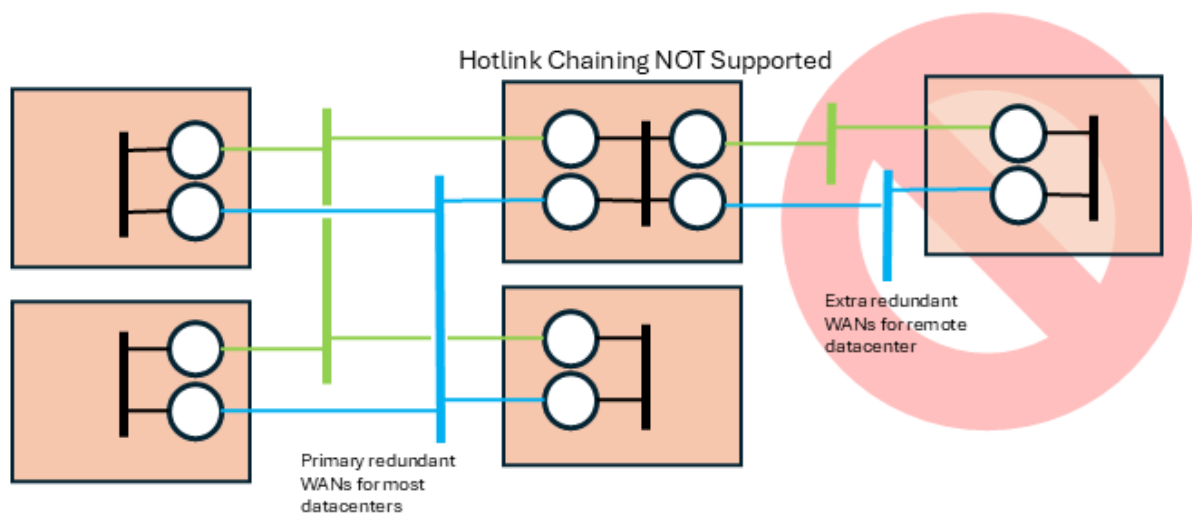 Hotlink Chaining NOT Supported
Extra redundant
WANs for remote
datacenter
Primary redundant
WANs for most
datacenters